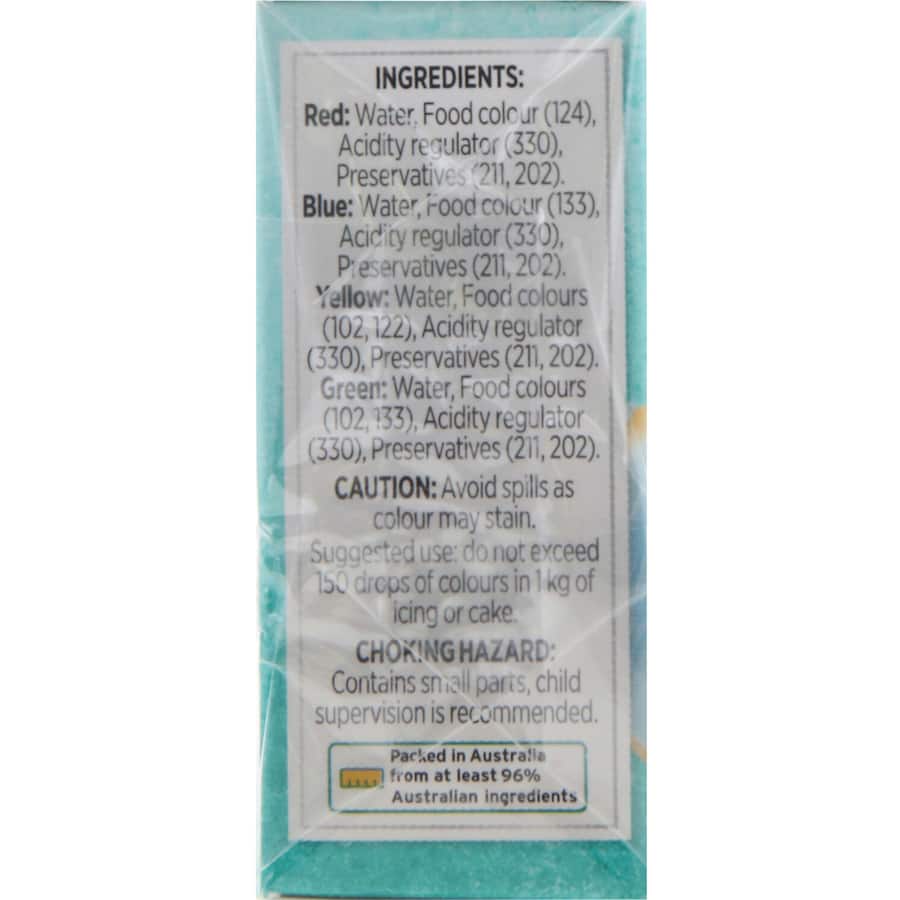 INGREDIENTS:
Red: Water, Food colour (124),
Acidity regulator (330),
Preservatives (211, 202).
Blue: Water, Food colour (133),
Acidity regulator (330),
Preservatives (211, 202).
Yellow: Water, Food colours
(102, 122), Acidity regulator
(330), Preservatives (211, 202).
Green: Water, Food colours
(102, 133), Acidity regulator
(330), Preservatives (211, 202).
CAUTION: Avoid spills as
colour may stain.
Suggested use: do not exceed
150 drops of colours in 1 kg of
icing or cake.
CHOKING HAZARD:
Contains small parts, child
supervision is recommended.
Packed in Australia
from at least 96%
Australian ingredients